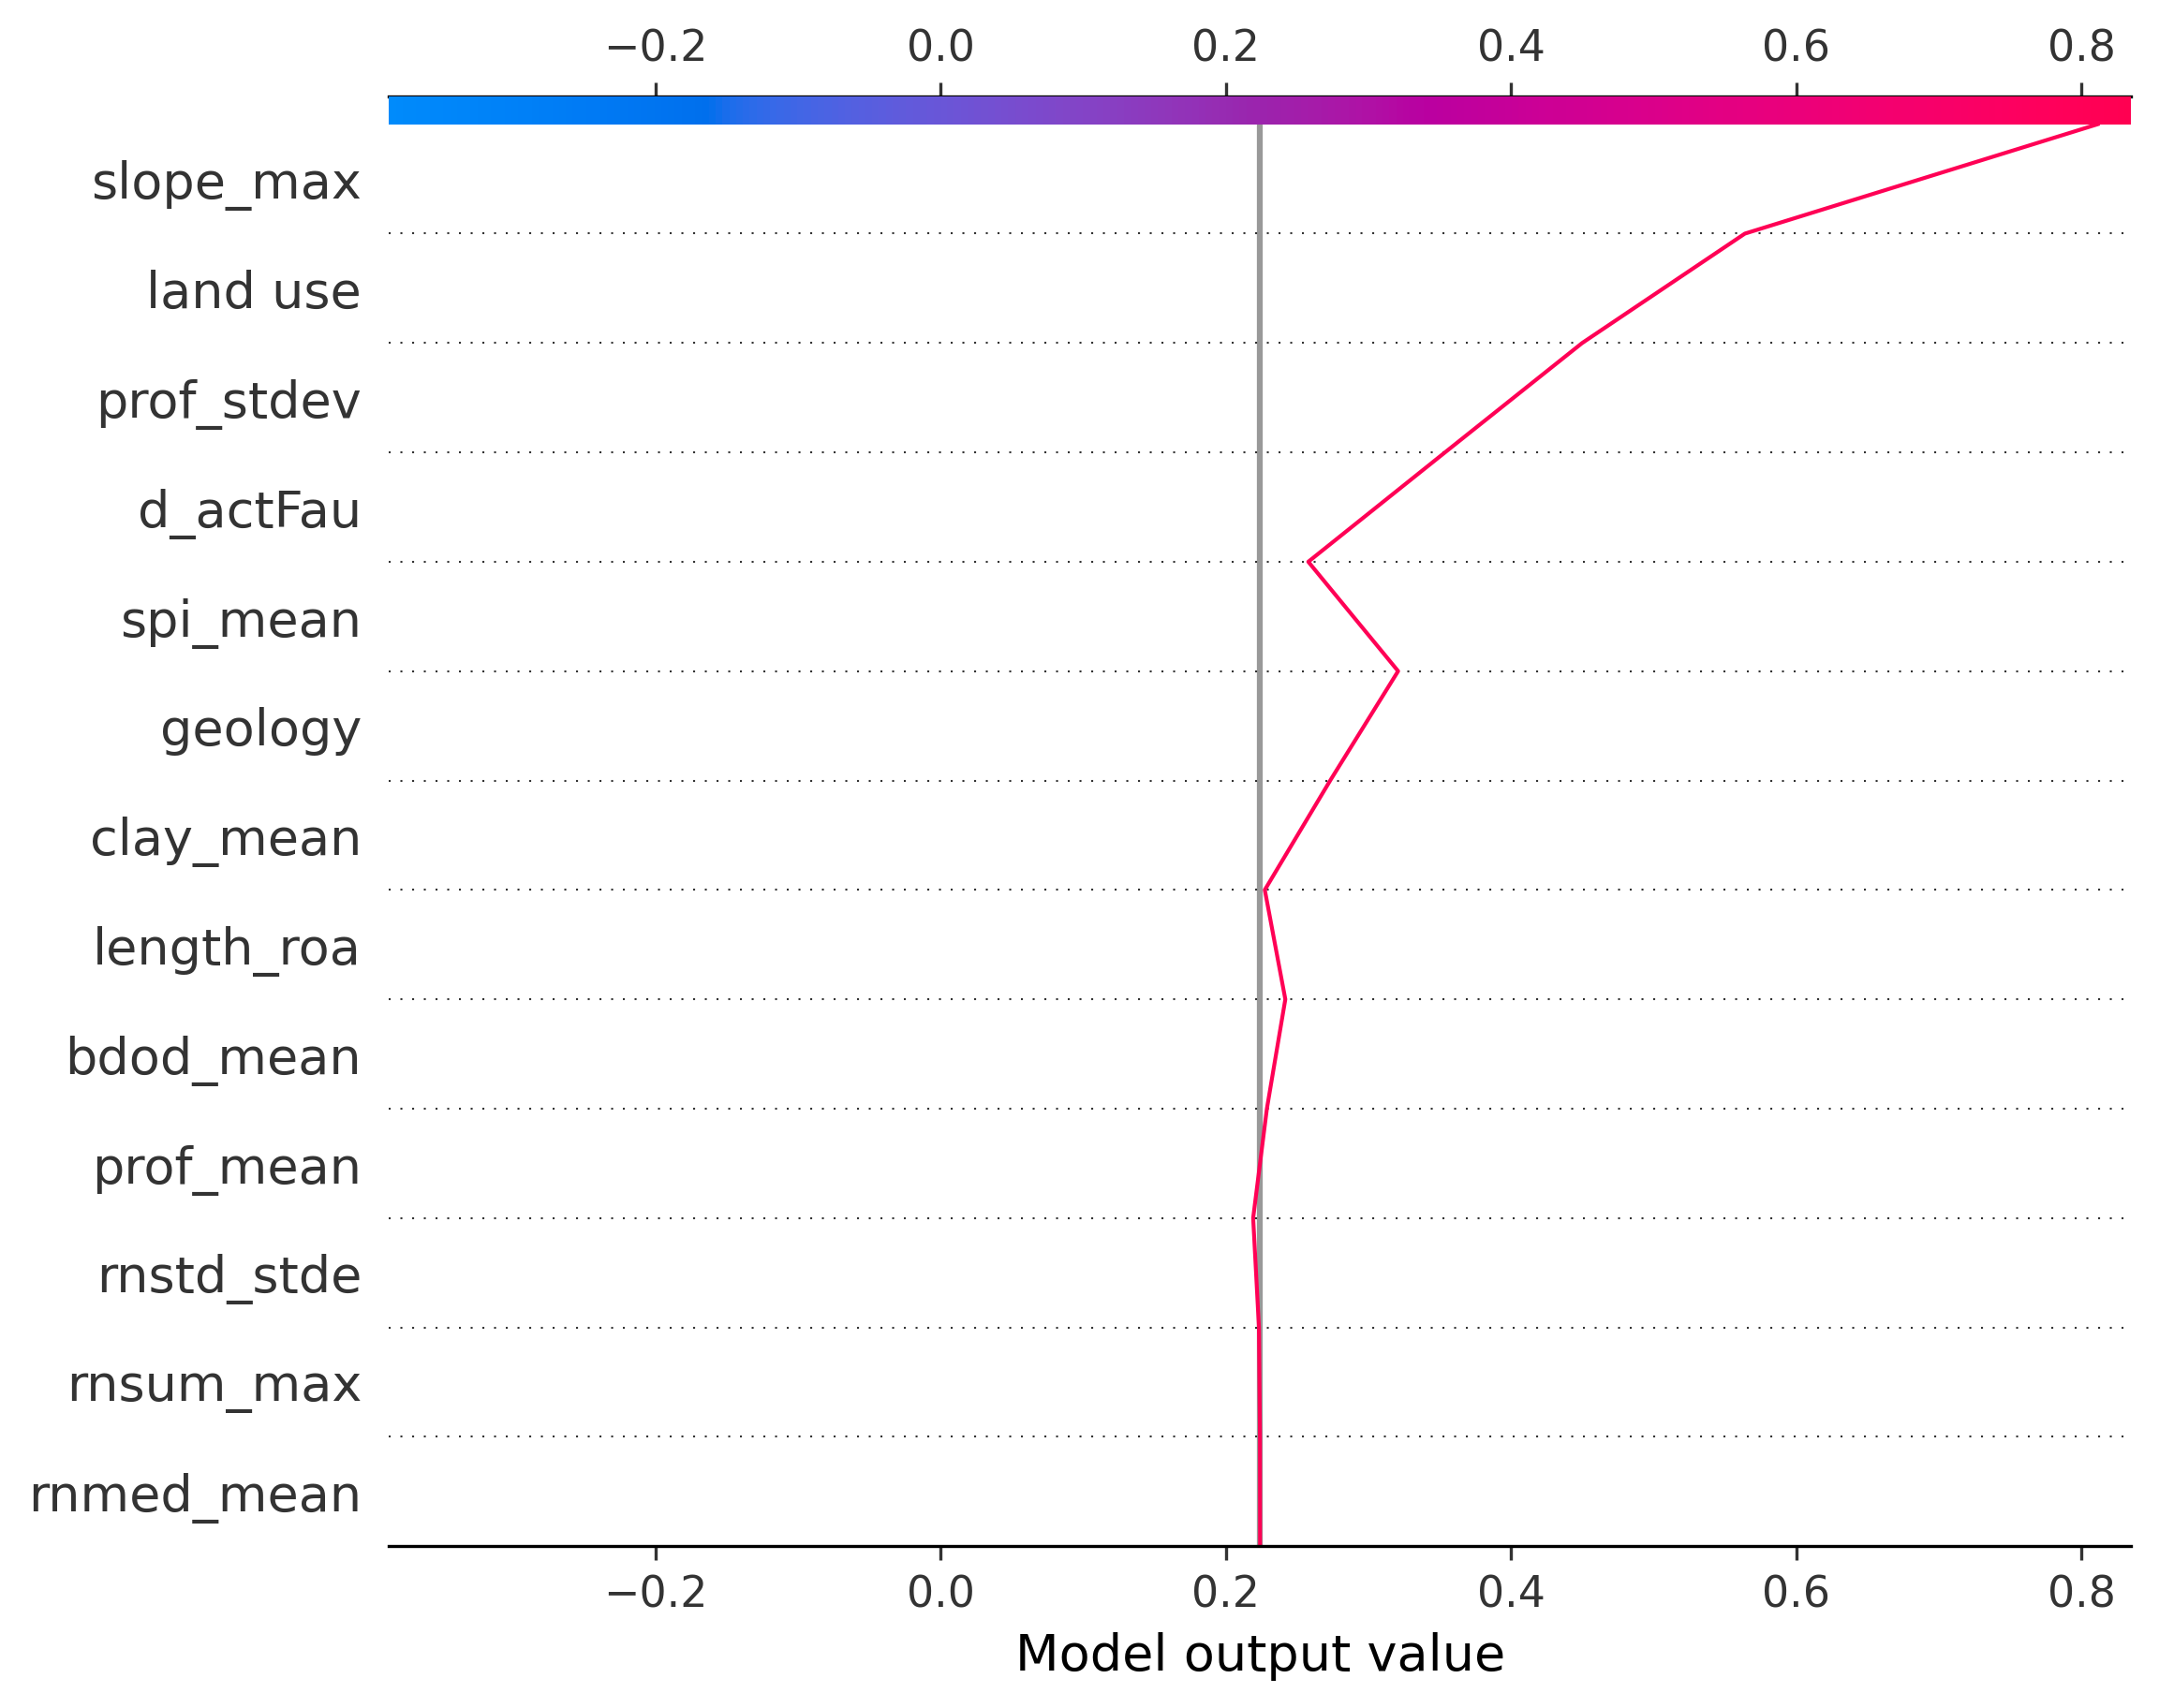 −0.2 0.0 0.2 0.4 0.6 0.8
slope_max
land use
prof_stdev
d_actFau
spi_mean
geology
clay_mean
length_roa
bdod_mean
prof_mean
rnstd_stde
rnsum_max
rnmed_mean
−0.2 0.0 0.2 0.4 0.6 0.8
Model output value